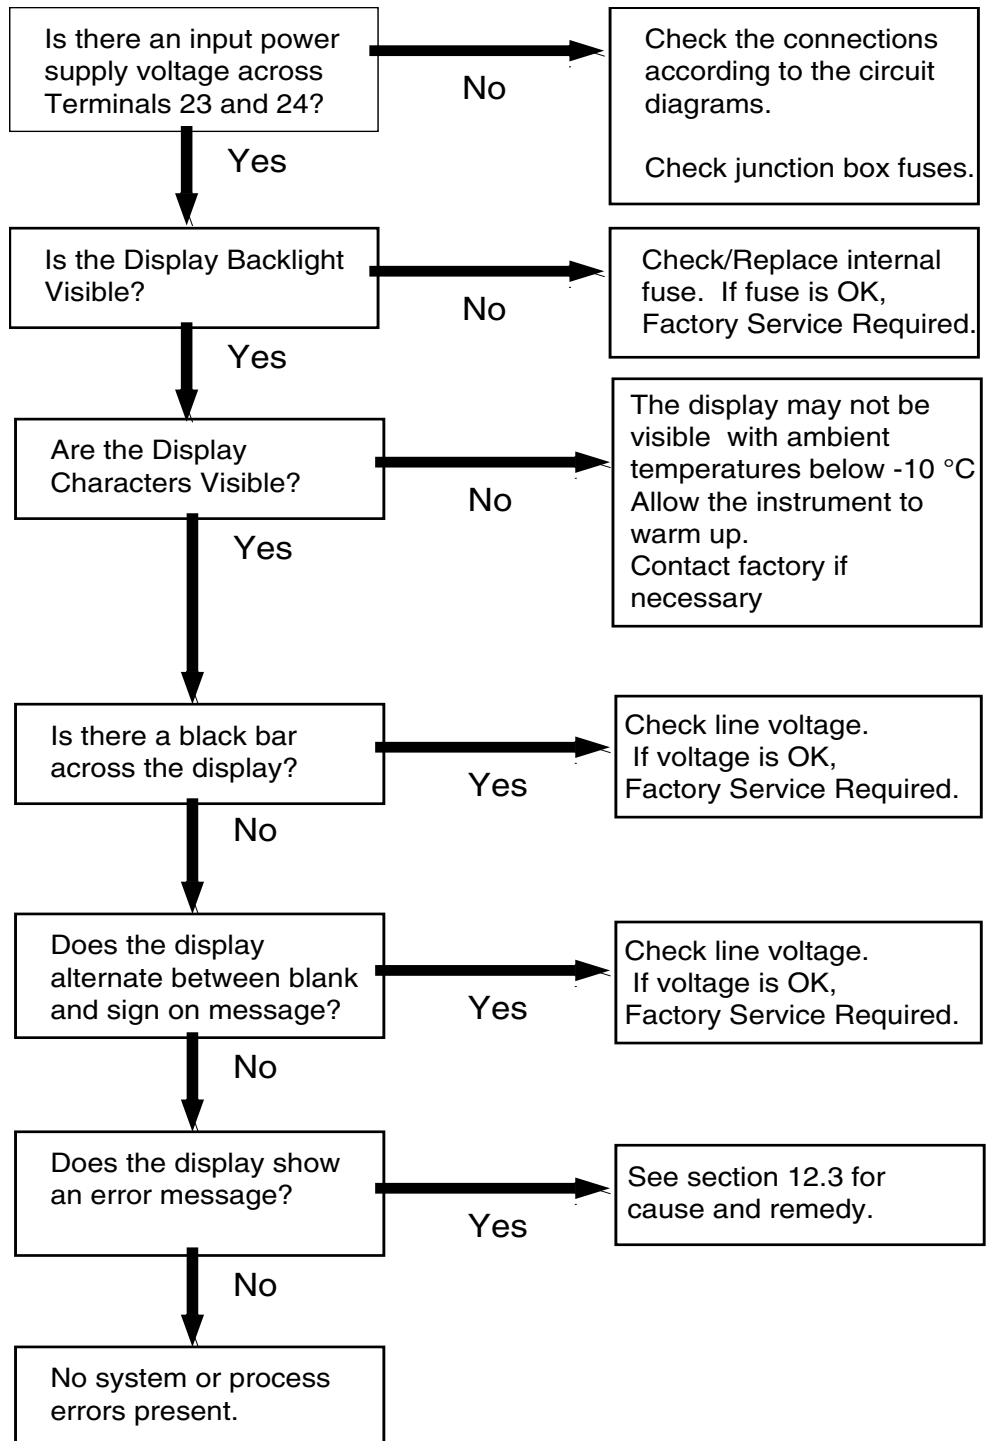 Is there an input power
supply voltage across
Terminals 23 and 24?
No
Check the connections
according to the circuit
diagrams.
Check junction box fuses.
Yes
Is the Display Backlight
Visible?
No
Check/Replace internal
fuse.  If fuse is OK,
Factory Service Required.
Yes
Are the Display
Characters Visible?
No
The display may not be
visible  with ambient
temperatures below -10 °C
Allow the instrument to
warm up.
Contact factory if
necessary
Yes
Is there a black bar
across the display?
Yes
Check line voltage.
If voltage is OK,
Factory Service Required.
No
Does the display
alternate between blank
and sign on message?
Yes
Check line voltage.
If voltage is OK,
Factory Service Required.
No
Does the display show
an error message?
Yes
See section 12.3 for
cause and remedy.
No
No system or process
errors present.